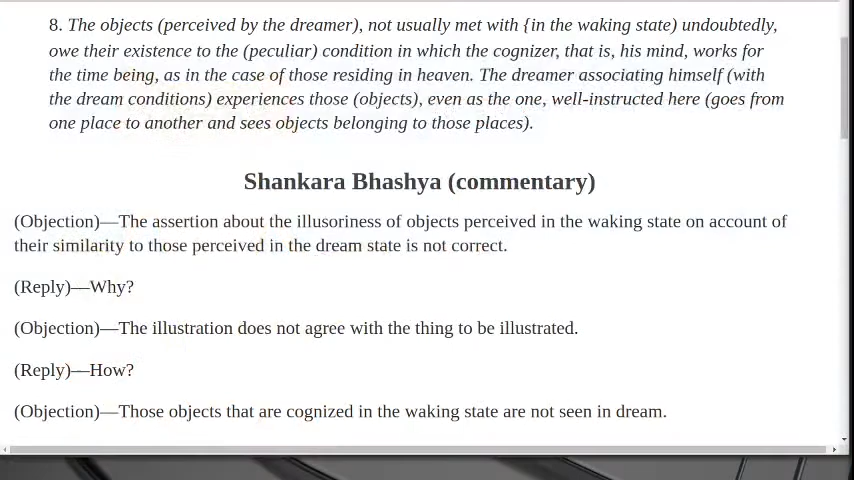 8. The objects (perceived by the dreamer), not usually met with {in the waking state) undoubtedly,
owe their existence to the (peculiar) condition in which the cognizer, that is, his mind, works for
the time being, as in the case of those residing in heaven. The dreamer associating himself (with
the dream conditions) experiences those (objects), even as the one, well-instructed here (goes from
one place to another and sees objects belonging to those places).
Shankara Bhashya (commentary)
(Objection)—The assertion about the illusoriness of objects perceived in the waking state on account of
their similarity to those perceived in the dream state is not correct.
(Reply)—Why?
(Objection)—The illustration does not agree with the thing to be illustrated.
(Reply)—How?
(Objection)—Those objects that are cognized in the waking state are not seen in dream.